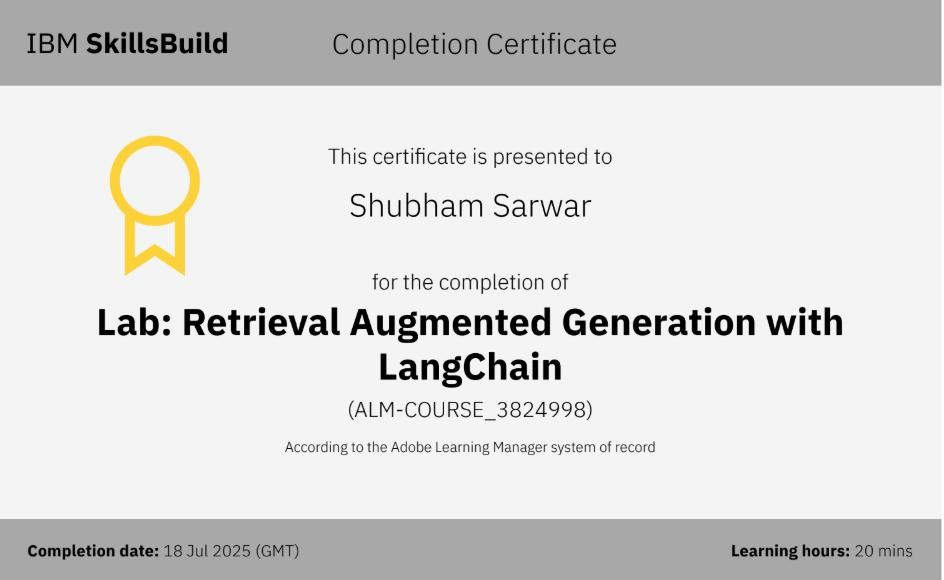 IBM SkillsBuild
Completion Certificate
This certificate is presented to
Shubham Sarwar
for the completion of
Lab: Retrieval Augmented Generation with
LangChain
(ALM-COURSE_3824998)
According to the Adobe Learning Manager system of record
Completion date: 18 Jul 2025 (GMT)
Learning hours: 20 mins